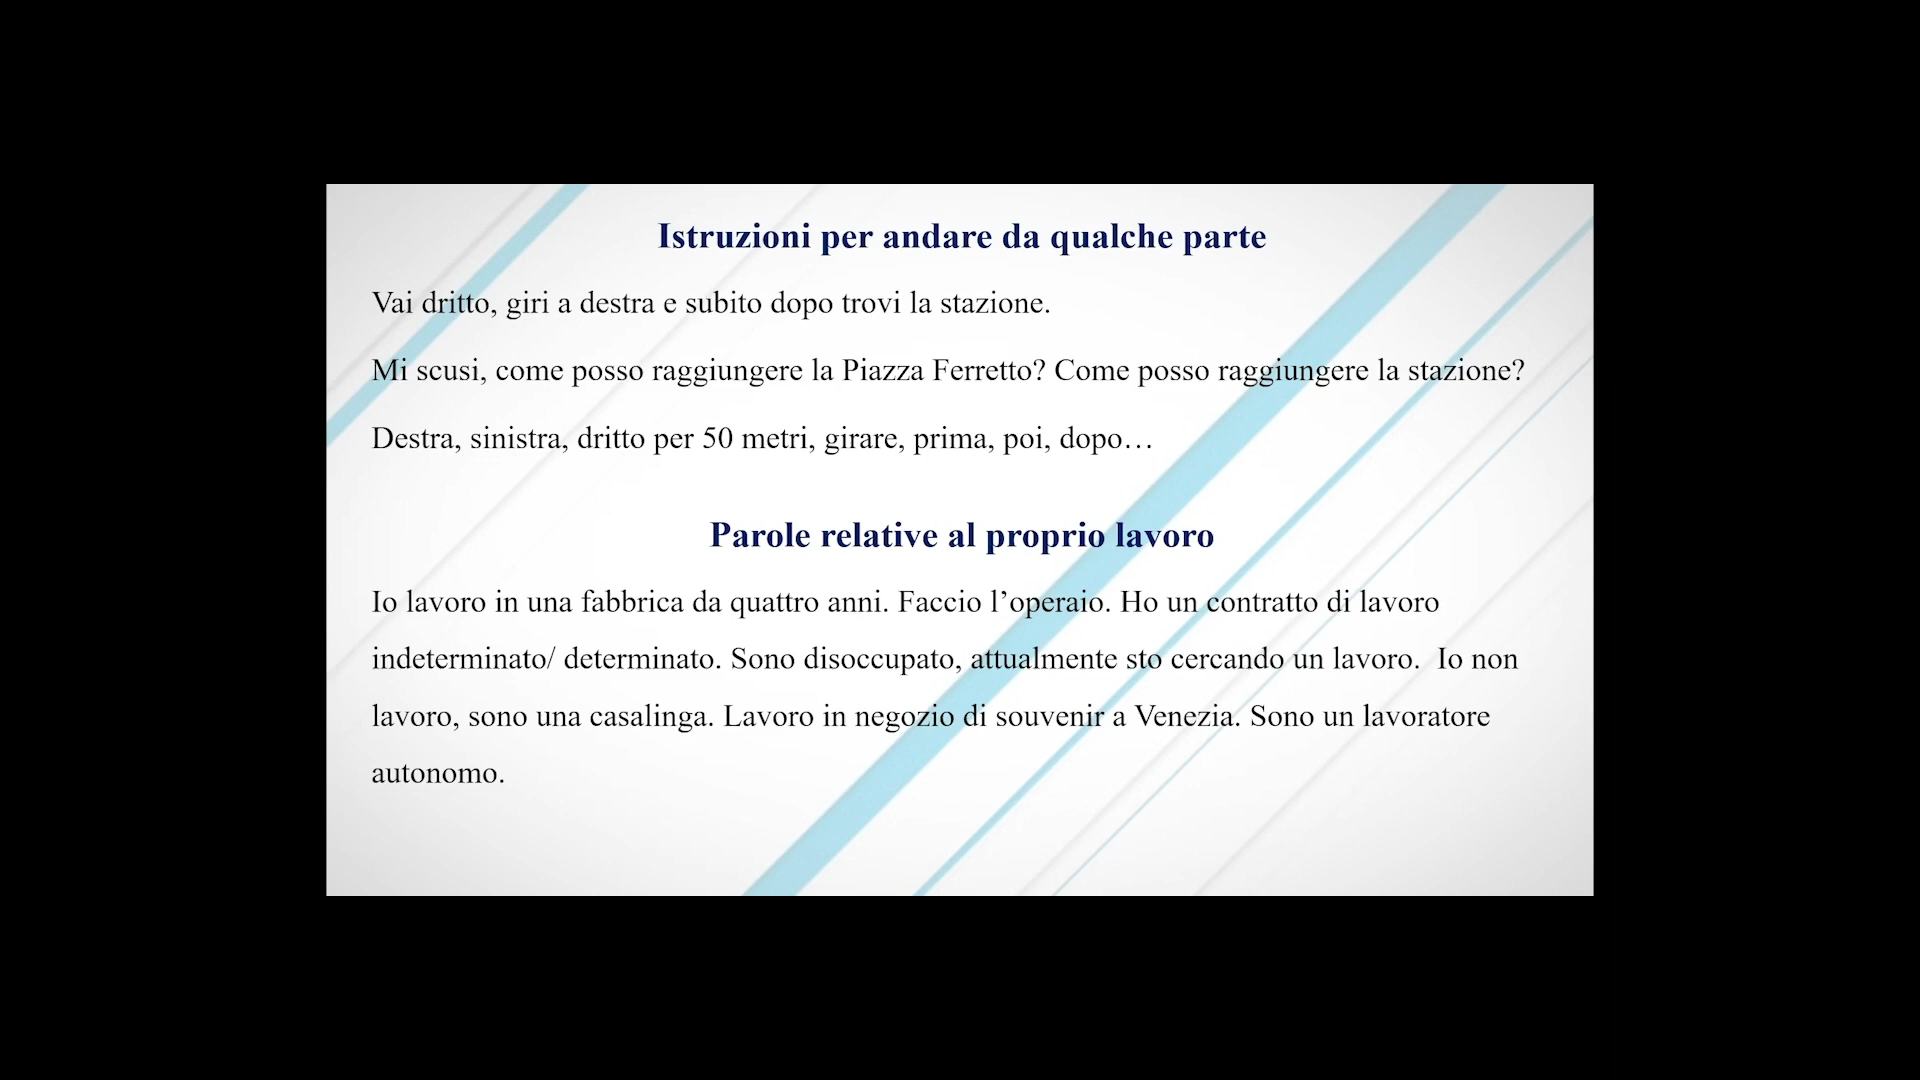 Istruzioni per andare da qualche parte
Vai dritto, giri a destra e subito dopo trovi la stazione.
Mi scusi, come posso raggiungere la Piazza Ferretto? Come posso raggiungere la stazione?
Destra, sinistra, dritto per 50 metri, girare, prima, poi, dopo…
Parole relative al proprio lavoro
Io lavoro in una fabbrica da quattro anni. Faccio l’operaio. Ho un contratto di lavoro
indeterminato/ determinato. Sono disoccupato, attualmente sto cercando un lavoro.  Io non
lavoro, sono una casalinga. Lavoro in negozio di souvenir a Venezia. Sono un lavoratore
autonomo.